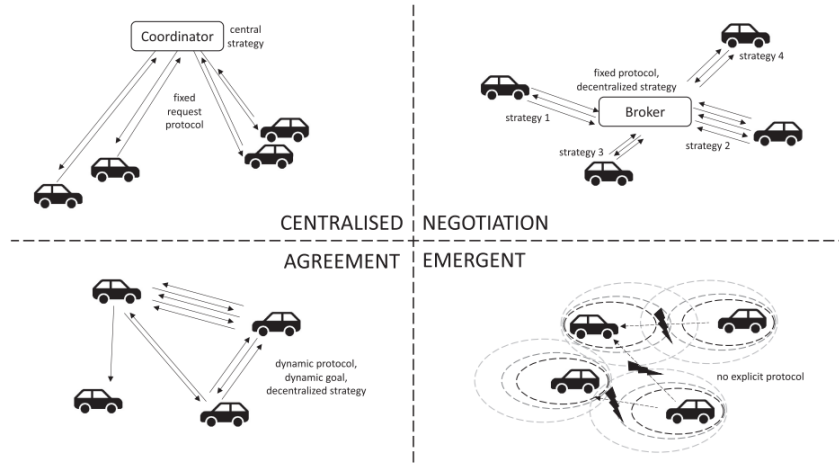 Coordinator
central
strategy
fixed
request
protocol
CENTRALISED
strategy 4
fixed protocol,
decentralized strategy
Broker
strategy 1
strategy 2
strategy 3
NEGOTIATION
AGREEMENT
dynamic protocol,
dynamic goal,
decentralized strategy
EMERGENT
no explicit protocol